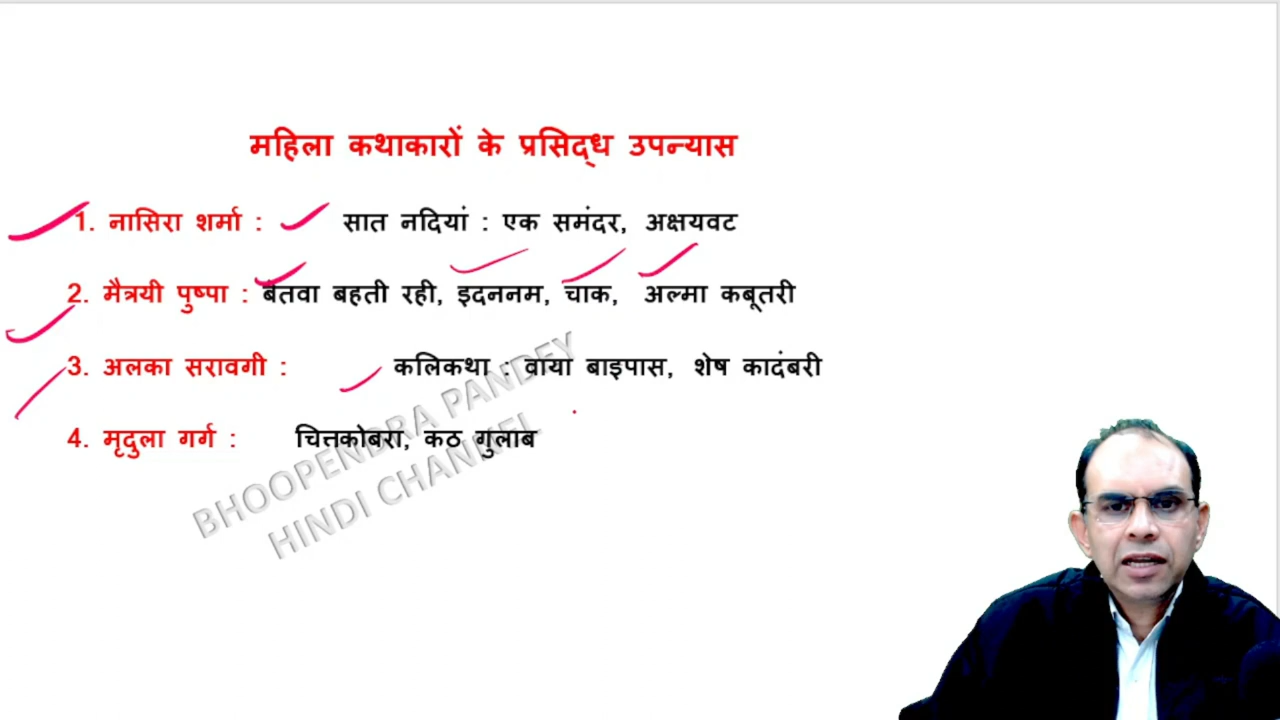 महिला कथाकारों के प्रसिद्ध उपन्यास
1. नासिरा शर्मा : सात नदियां : एक समंदर, अक्षयवट
2. मैत्रयी पुष्पा : बेतवा बहती रही, इदननम, चाक, अल्मा कबूतरी
3. अलका सरावगी : कलिकथा : वाया बाइपास, शेष कादंबरी
4. मृदुला गर्ग : चित्तकोबरा, कठ गुलाब
BHOOPENDRA PANDEY
HINDI CHANNEL